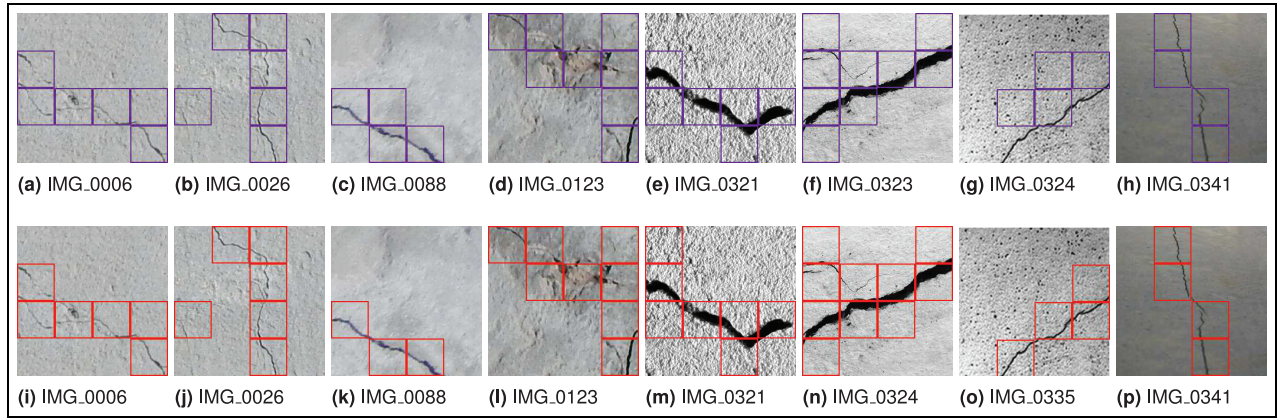 (a) IMG_0006 (b) IMG_0026 (c) IMG_0088 (d) IMG_0123 (e) IMG_0321 (f) IMG_0323 (g) IMG_0324 (h) IMG_0341
(i) IMG_0006 (j) IMG_0026 (k) IMG_0088 (l) IMG_0123 (m) IMG_0321 (n) IMG_0324 (o) IMG_0335 (p) IMG_0341